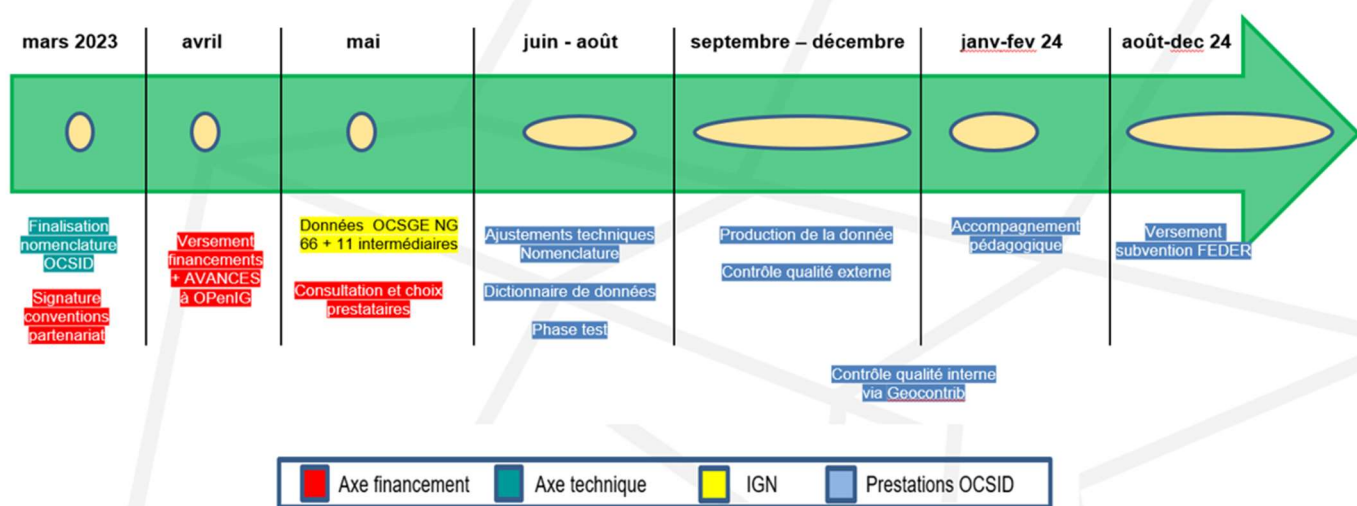 mars 2023
avril
mai
juin - août
septembre – décembre
janv-fev 24
août-dec 24
Finalisation
nomenclature
OCSID
Signature
conventions
partenariat
Versement
financements
+ AVANCES
à OPenIG
Données OCSGE NG
66 + 11 intermédiaires
Consultation et choix
prestataires
Ajustements techniques
Nomenclature
Dictionnaire de données
Phase test
Production de la donnée
Contrôle qualité externe
Contrôle qualité interne
via Geocontrib
Accompagnement
pédagogique
Versement
subvention FEDER
Axe financement
Axe technique
IGN
Prestations OCSID